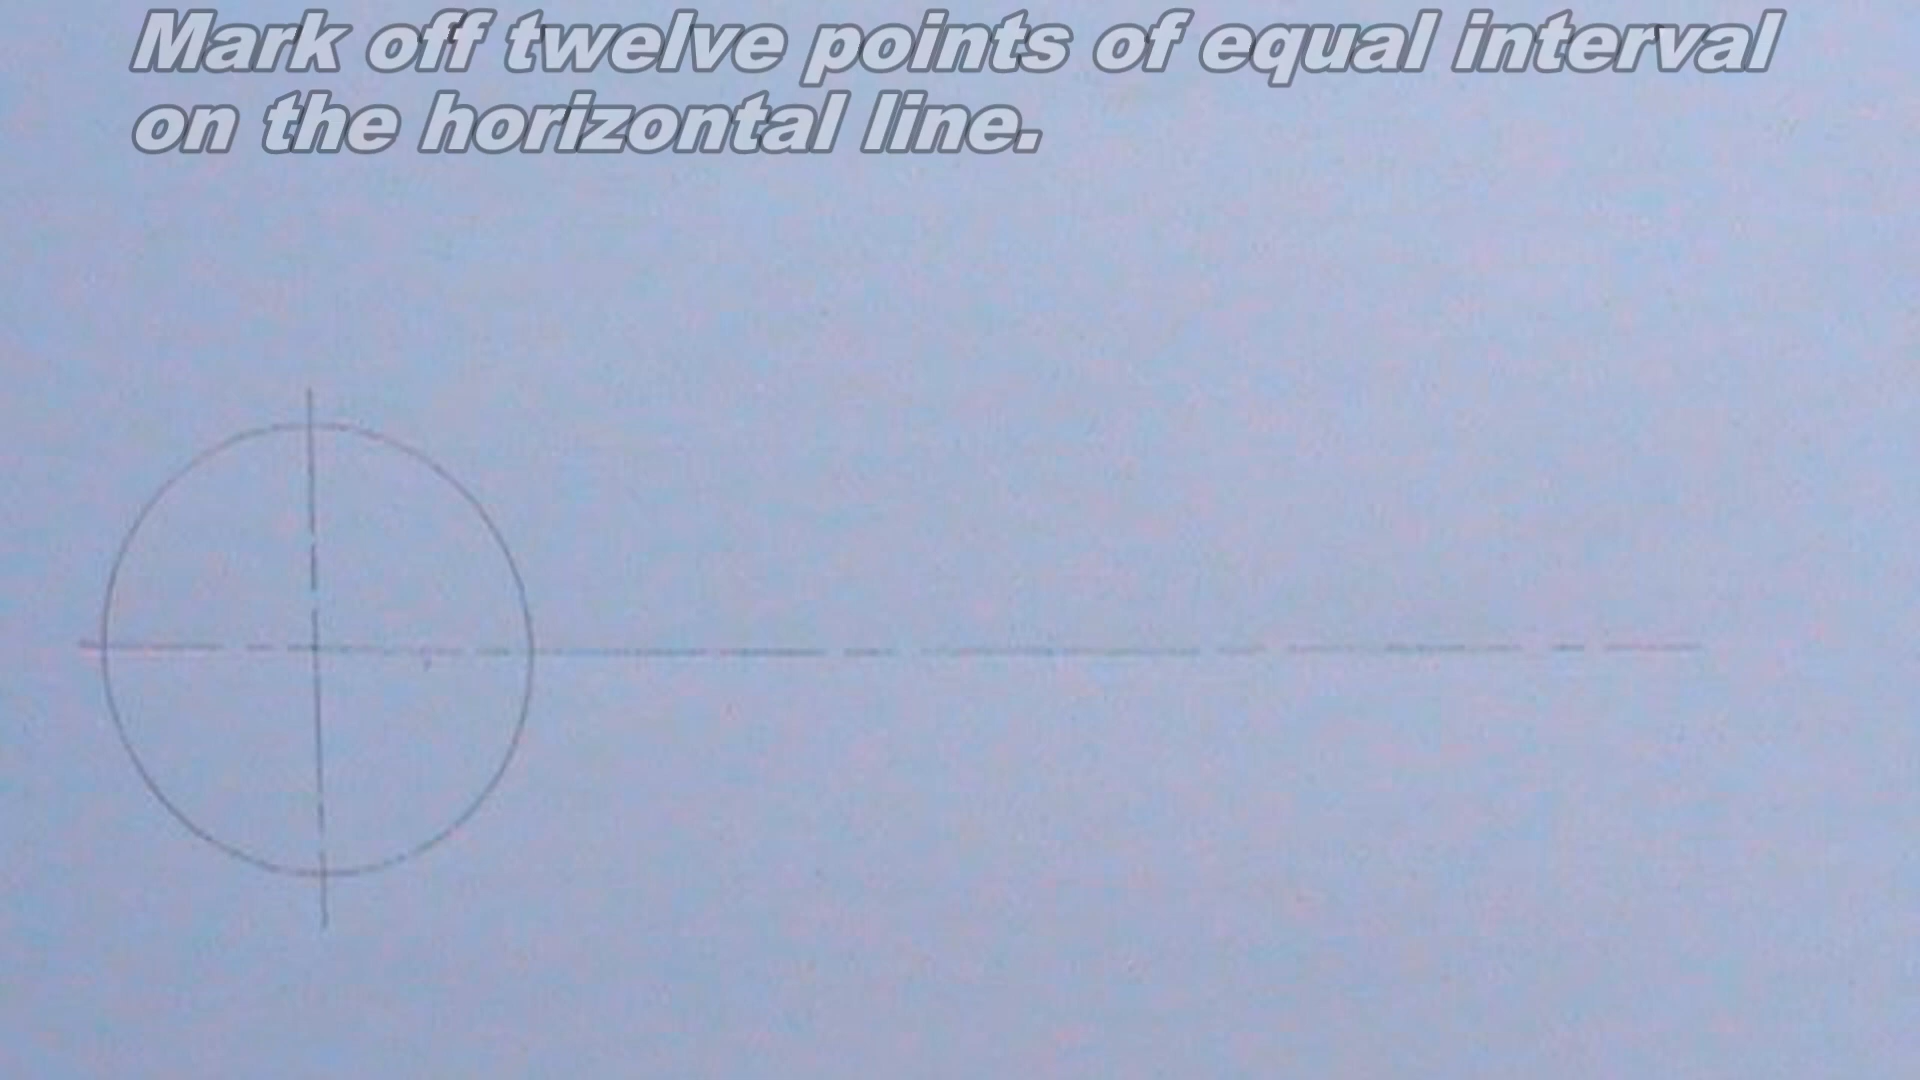 Mark off twelve points of equal interval
on the horizontal line.